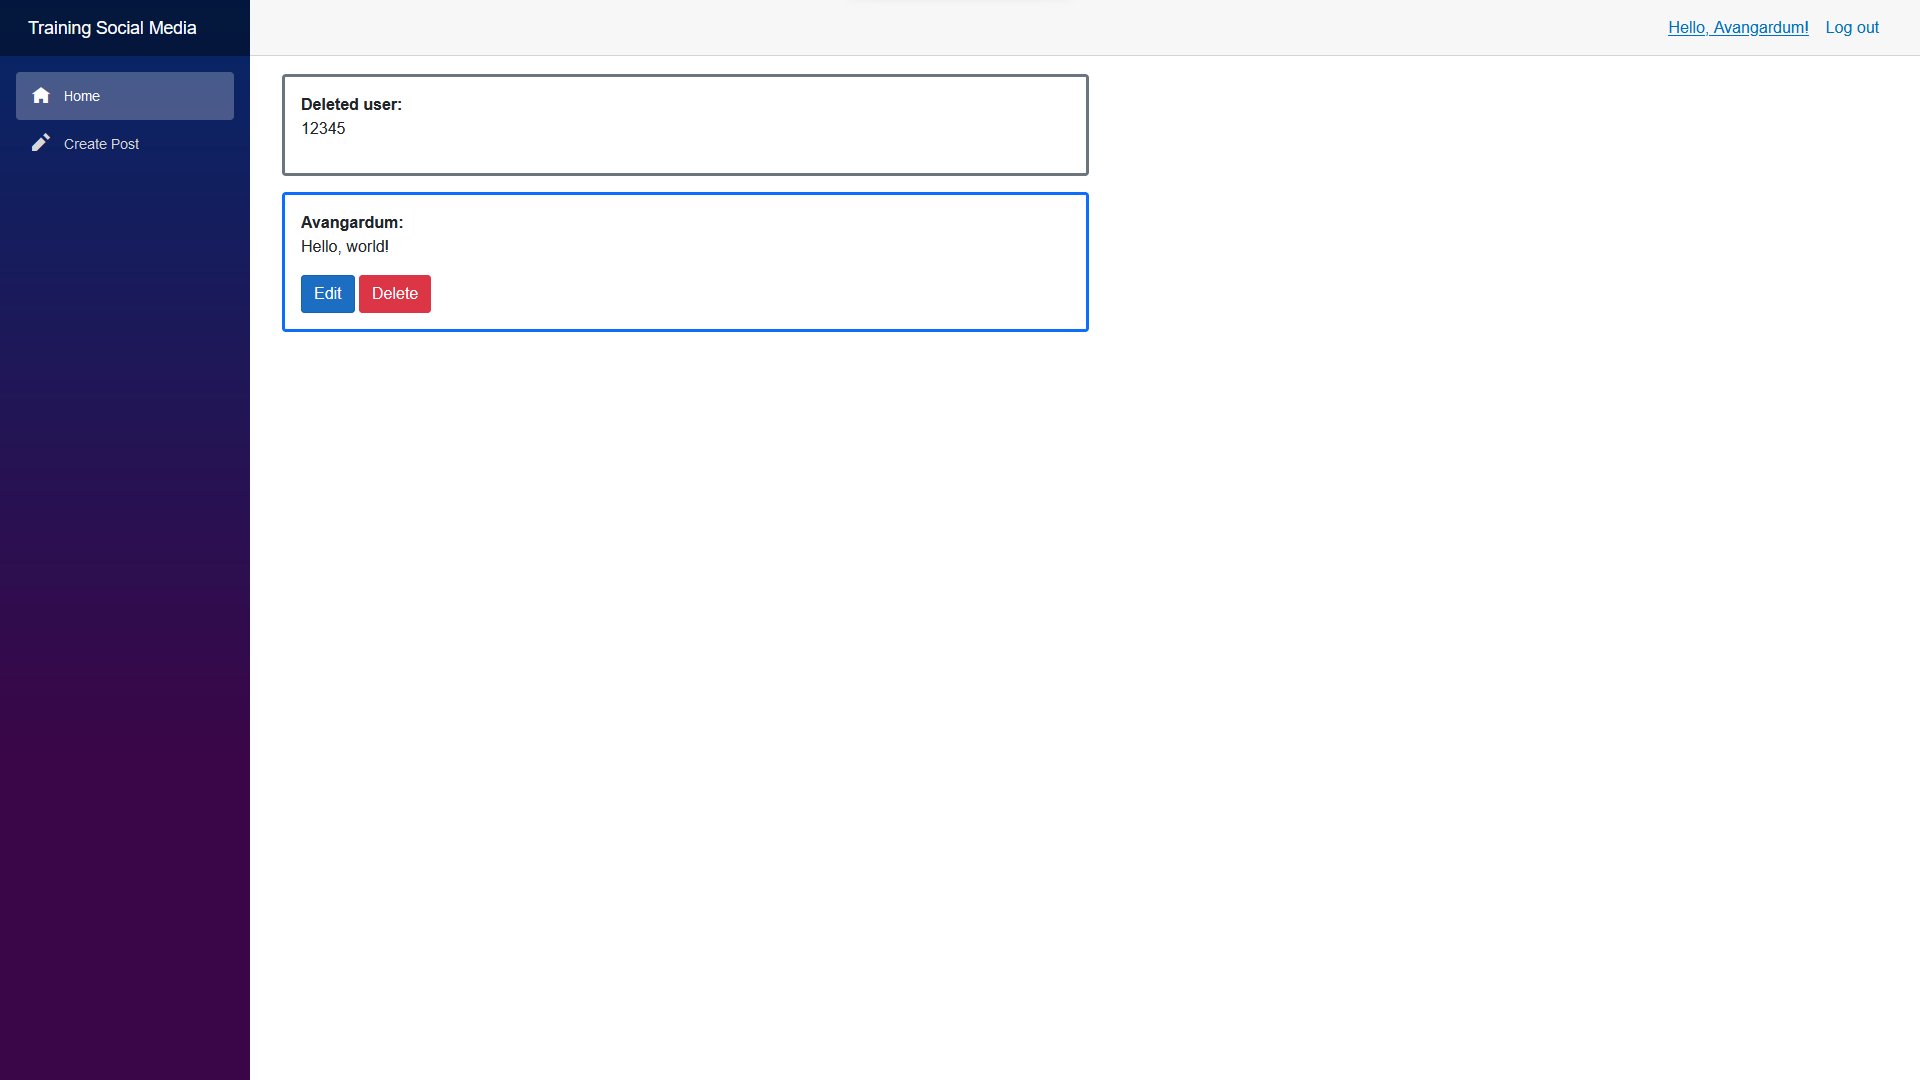 Training Social Media
Hello, Avangardum! Log out
Home
Create Post
Deleted user:
12345
Avangardum:
Hello, world!
Edit Delete